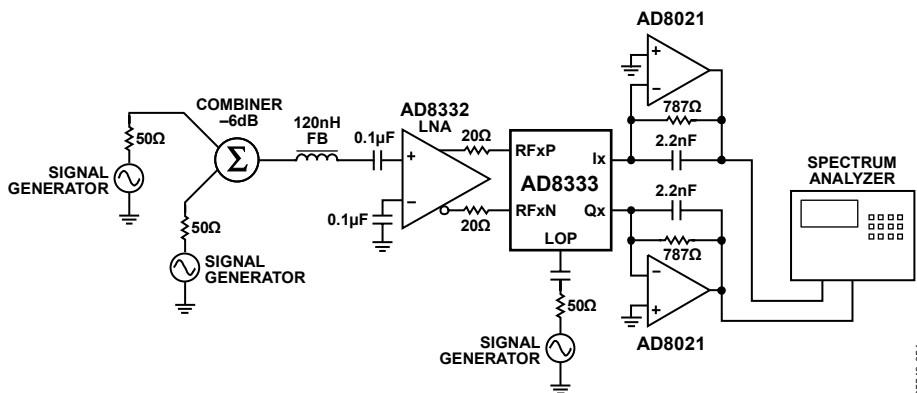 AD8021
COMBINER
–6dB
50Ω
SIGNAL
GENERATOR
Σ
120nH
FB
0.1µF
AD8332
LNA
20Ω
+
–
0.1µF
20Ω
RFxP
Ix
AD8333
RFxN
Qx
LOP
+
–
787Ω
2.2nF
2.2nF
787Ω
–
+
AD8021
SPECTRUM
ANALYZER
50Ω
SIGNAL
GENERATOR
50Ω
SIGNAL
GENERATOR